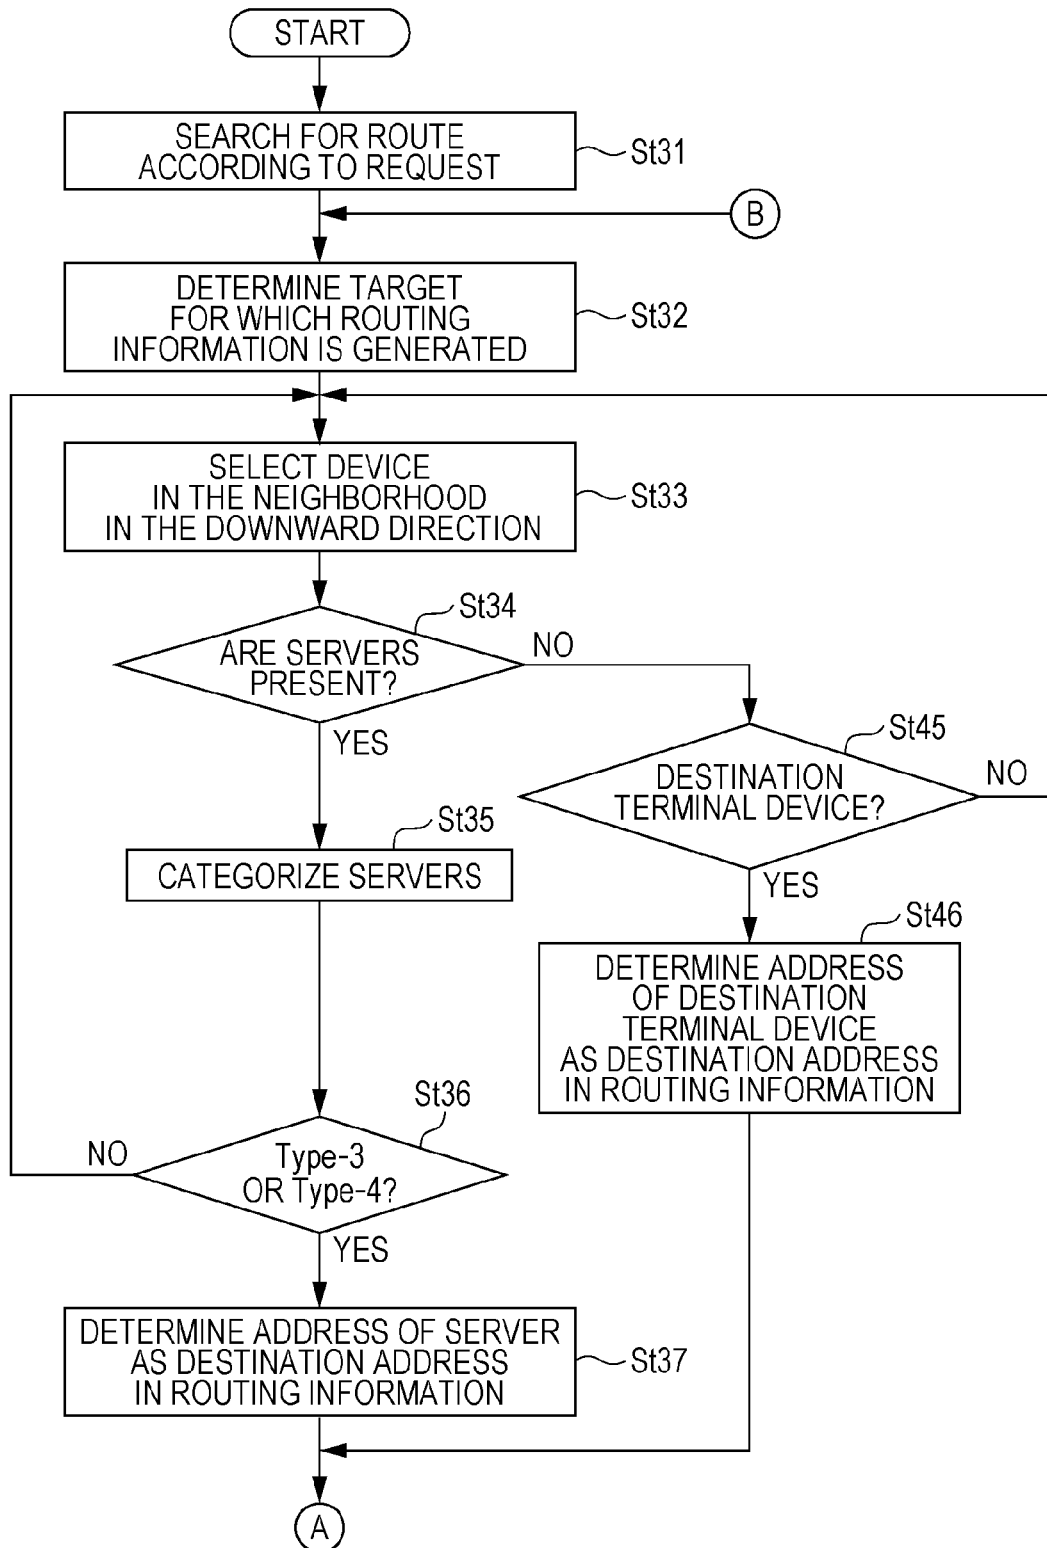 START
SEARCH FOR ROUTE
ACCORDING TO REQUEST
St31
B
DETERMINE TARGET
FOR WHICH ROUTING
INFORMATION IS GENERATED
St32
SELECT DEVICE
IN THE NEIGHBORHOOD
IN THE DOWNWARD DIRECTION
St33
St34
ARE SERVERS
PRESENT?
NO
YES
St45
DESTINATION
TERMINAL DEVICE?
NO
YES
St35
CATEGORIZE SERVERS
St46
DETERMINE ADDRESS
OF DESTINATION
TERMINAL DEVICE
AS DESTINATION ADDRESS
IN ROUTING INFORMATION
St36
Type-3
OR Type-4?
NO
YES
DETERMINE ADDRESS OF SERVER
AS DESTINATION ADDRESS
IN ROUTING INFORMATION
St37
A